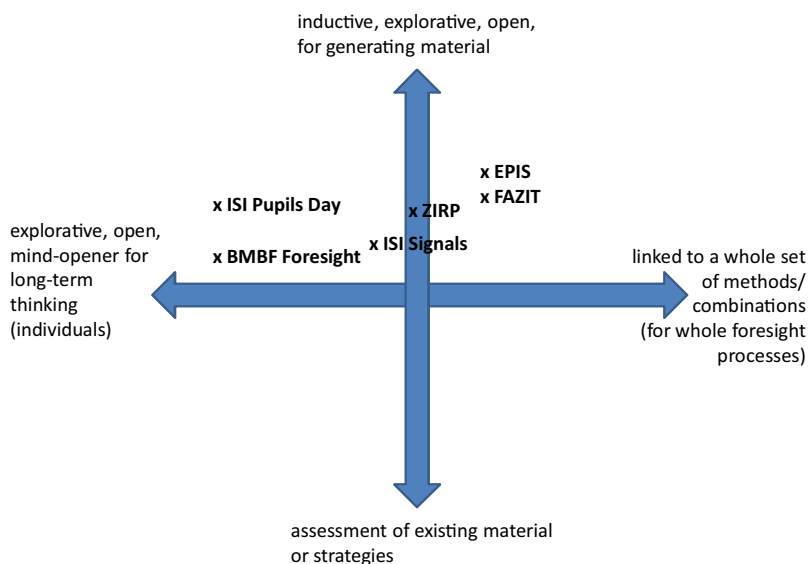 inductive, explorative, open,
for generating material
x EPIS
x FAZIT
x ISI Pupils Day
x ZIRP
x ISI Signals
x BMBF Foresight
explorative, open,
mind-opener for
long-term
thinking
(individuals)
linked to a whole set
of methods/
combinations
(for whole foresight
processes)
assessment of existing material
or strategies